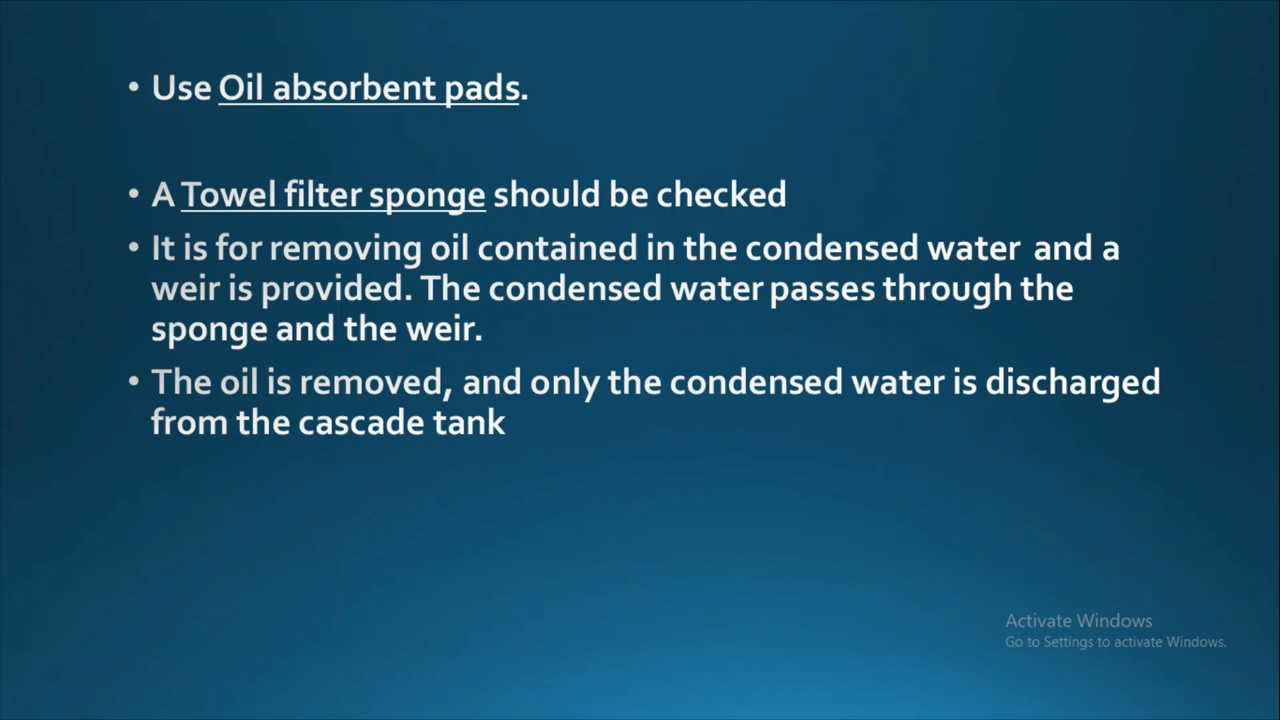 • Use Oil absorbent pads.
• A Towel filter sponge should be checked
• It is for removing oil contained in the condensed water and a
weir is provided. The condensed water passes through the
sponge and the weir.
• The oil is removed, and only the condensed water is discharged
from the cascade tank
Activate Windows
Go to Settings to activate Windows.